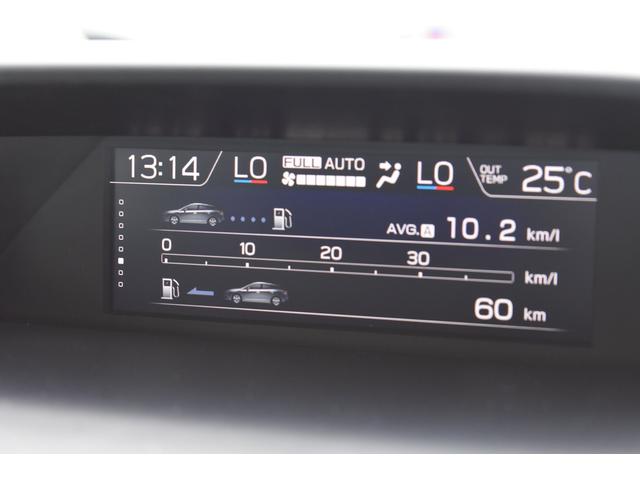 13:14 LO FULL AUTO LO OUT TEMP 25°C
AVG. A 10.2 km/l
0 10 20 30 km/l
60 km